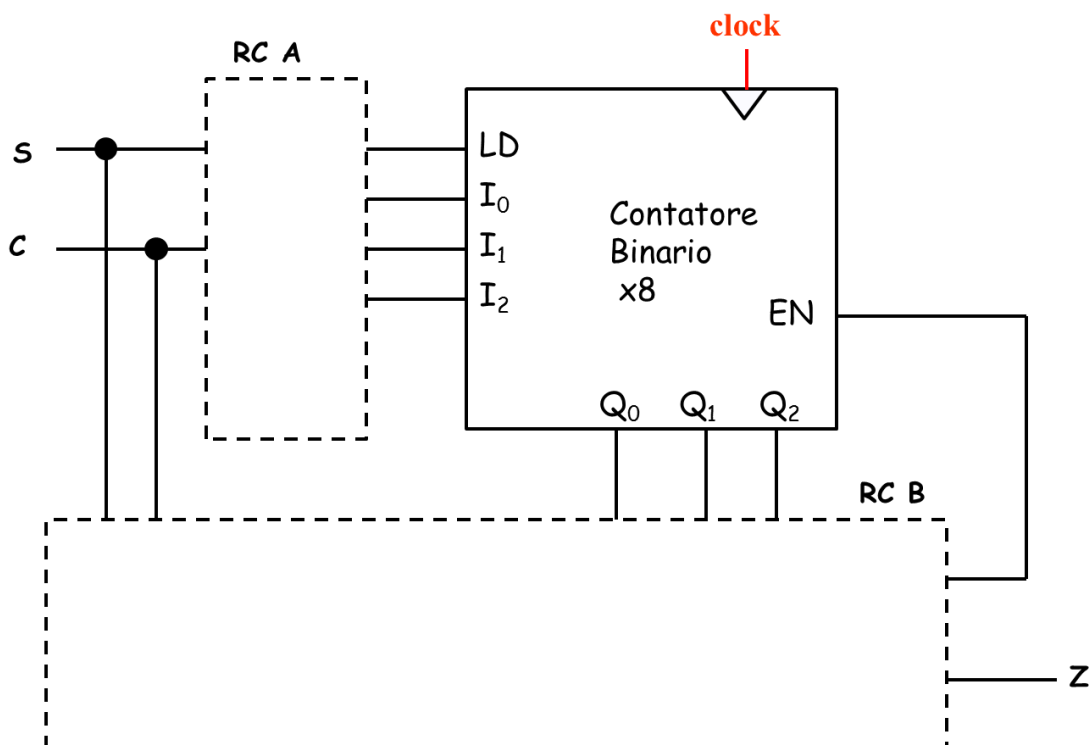 clock
RC A
S
LD
I₀
Contatore
C
I₁
Binario
I₂
x8
EN
Q₀ Q₁ Q₂
RC B
Z